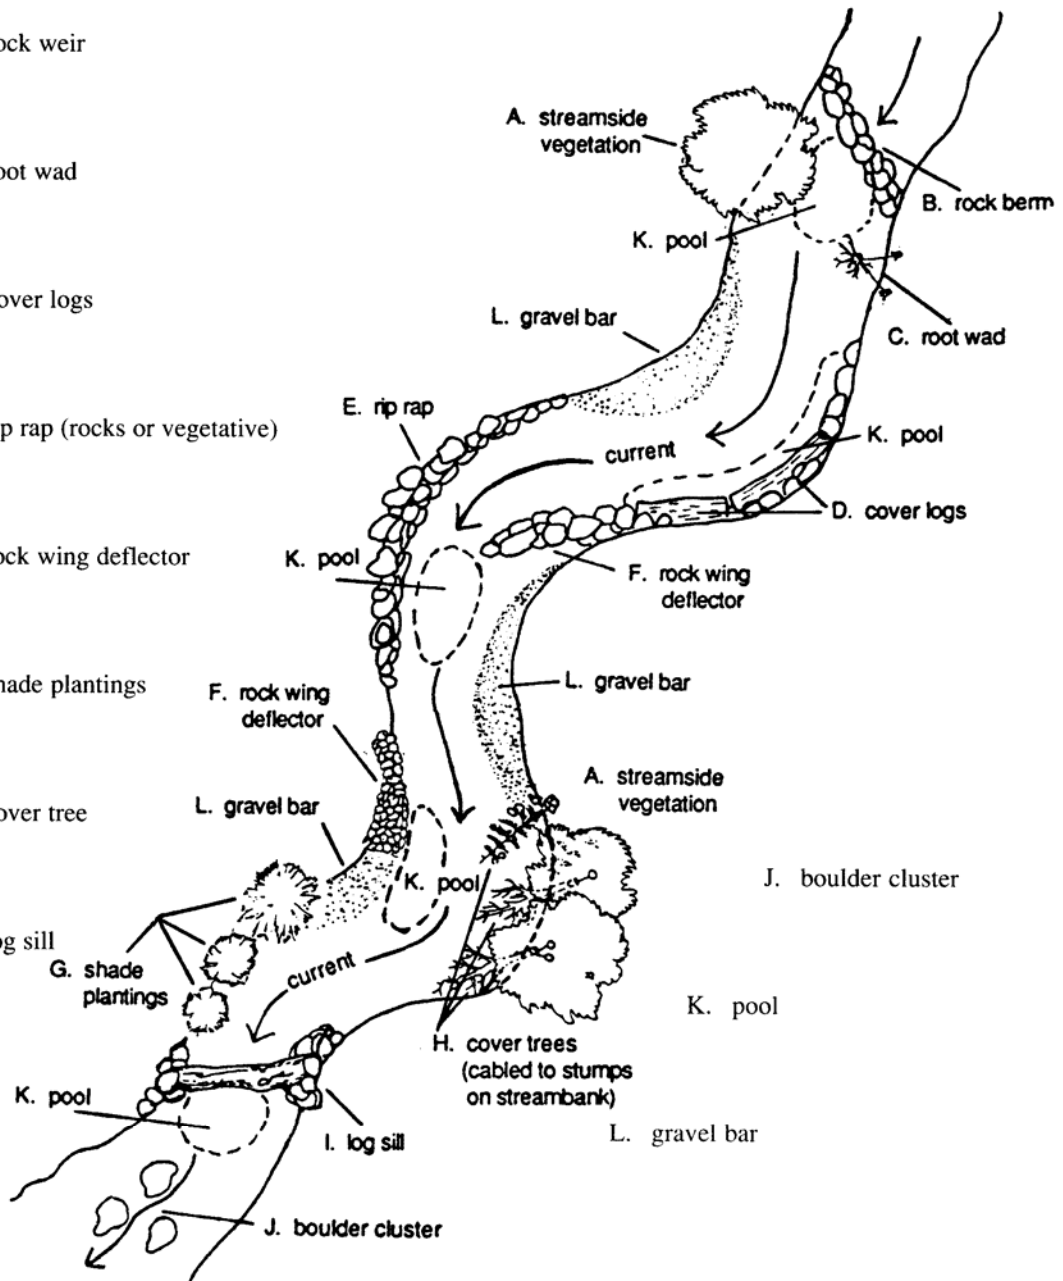 ock weir
A. streamside
vegetation
oot wad
B. rock berm
K. pool
over logs
L. gravel bar
C. root wad
E. rip rap
p rap (rocks or vegetative)
K. pool
current
D. cover logs
ock wing deflector
K. pool
F. rock wing
deflector
hade plantings
L. gravel bar
F. rock wing
deflector
A. streamside
vegetation
over tree
L. gravel bar
K. pool
J. boulder cluster
og sill
G. shade
plantings
current
K. pool
H. cover trees
(cabled to stumps
on streambank)
K. pool
I. log sill
L. gravel bar
J. boulder cluster